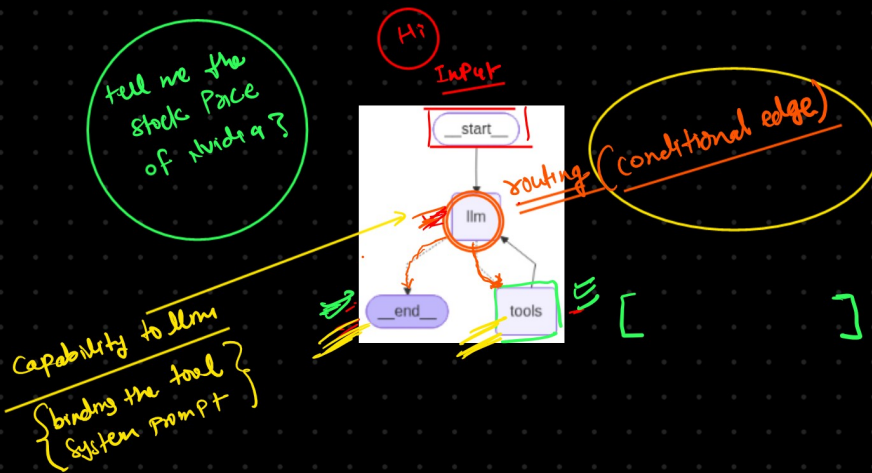 Hi
Input
tell me the
stock Price
of Nvidia?
__start__
routing (conditional edge)
llm
__end__
tools
[ ]
Capability to llm
{binding the tool}
{System Prompt}